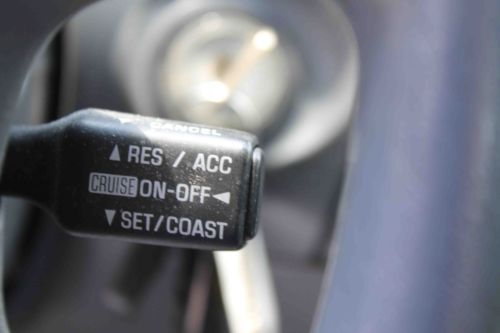 CANCEL
▲ RES / ACC
CRUISE ON-OFF ◄
▼ SET/COAST